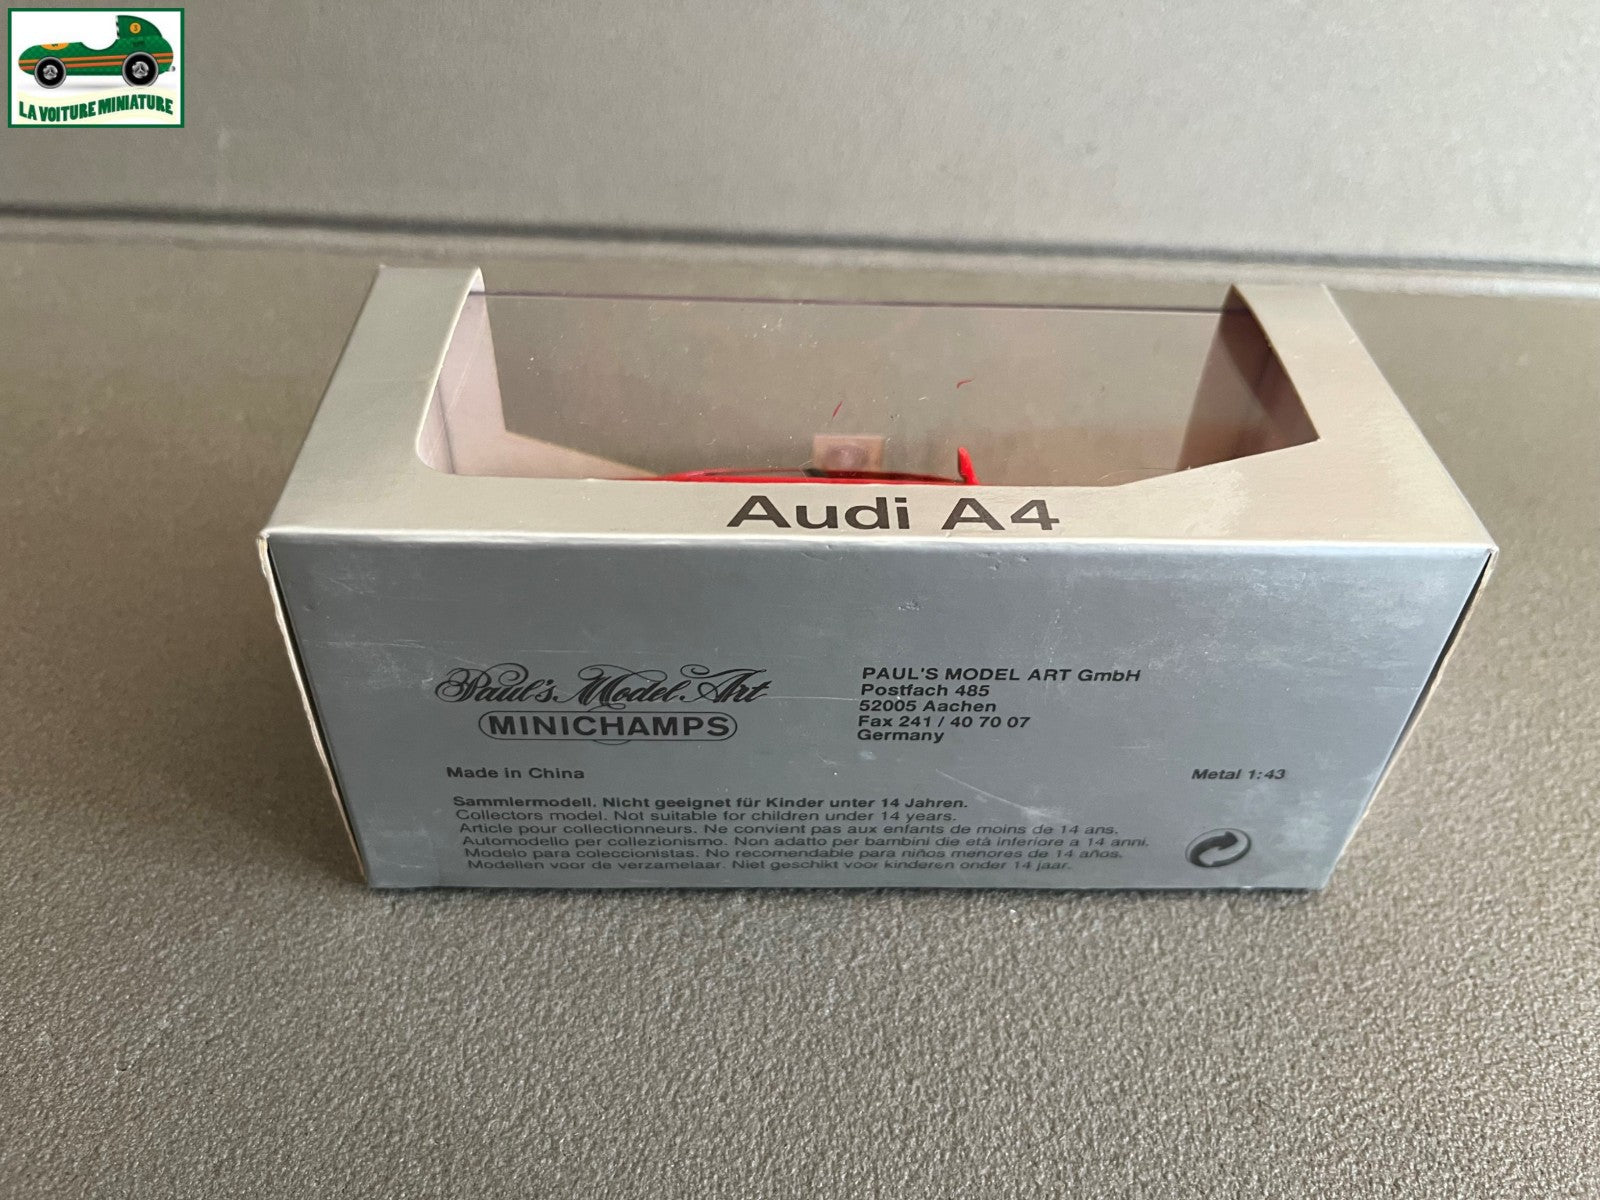 LA VOITURE MINIATURE
Audi A4
Paul's Model Art
MINICHAMPS
PAUL'S MODEL ART GmbH
Postfach 485
52005 Aachen
Fax 241 / 40 70 07
Germany
Made in China
Metal 1:43
Sammlermodell. Nicht geeignet für Kinder unter 14 Jahren.
Collectors model. Not suitable for children under 14 years.
Article pour collectionneurs. Ne convient pas aux enfants de moins de 14 ans.
Automodello per collezionismo. Non adatto per bambini die età inferiore a 14 anni.
Modelo para coleccionistas. No recomendable para niños menores de 14 años.
Modellen voor de verzamelaar. Niet geschikt voor kinderen onder 14 jaar.